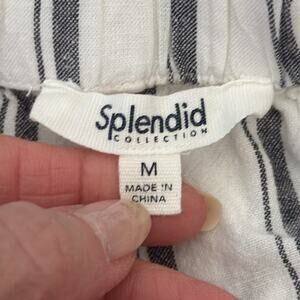 Splendid
COLLECTION
M
MADE IN
CHINA